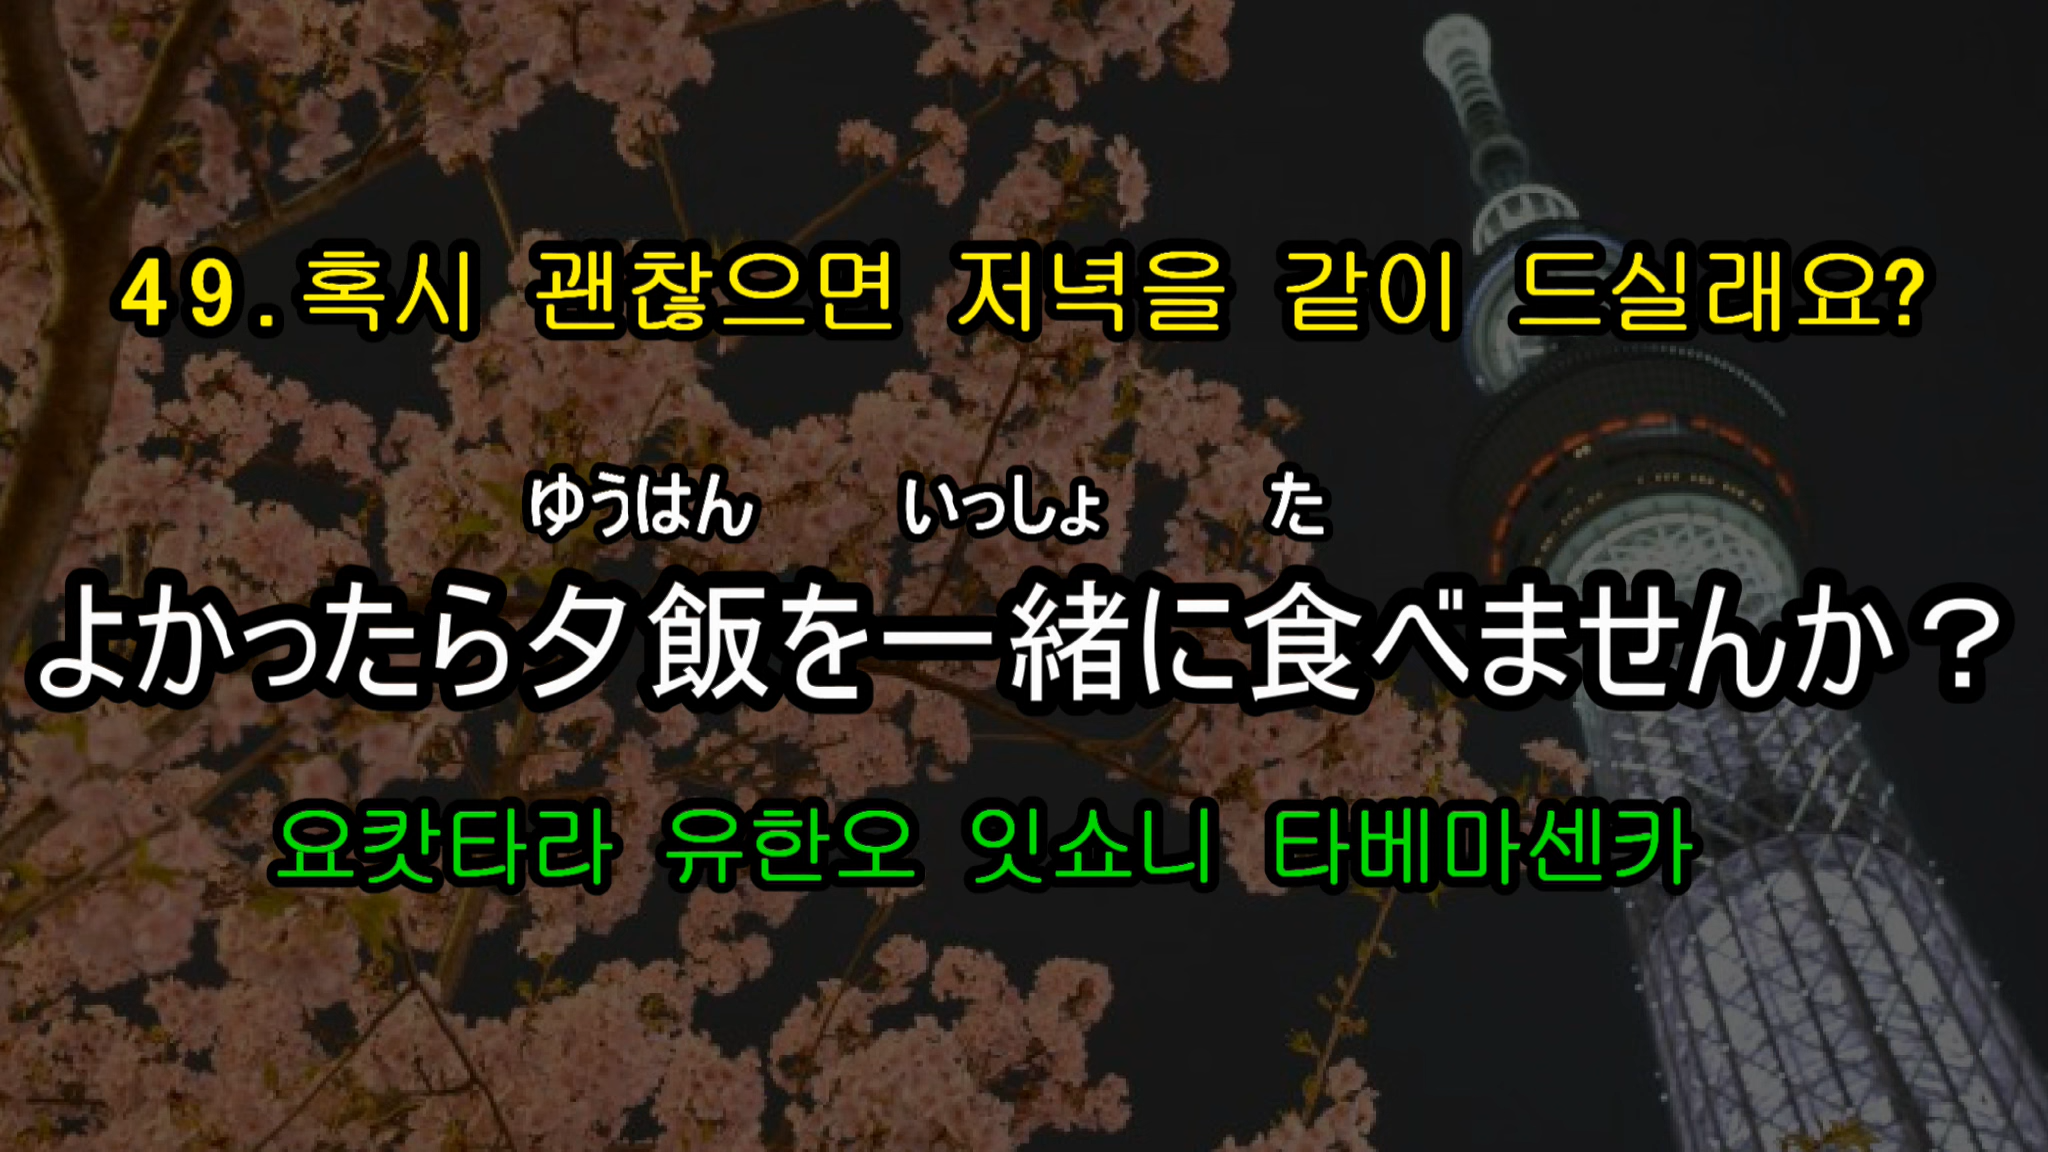 49.혹시 괜찮으면 저녁을 같이 드실래요?
ゆうはん いっしょ た
よかったら夕飯を一緒に食べませんか？
요캇타라 유한오 잇쇼니 타베마센카